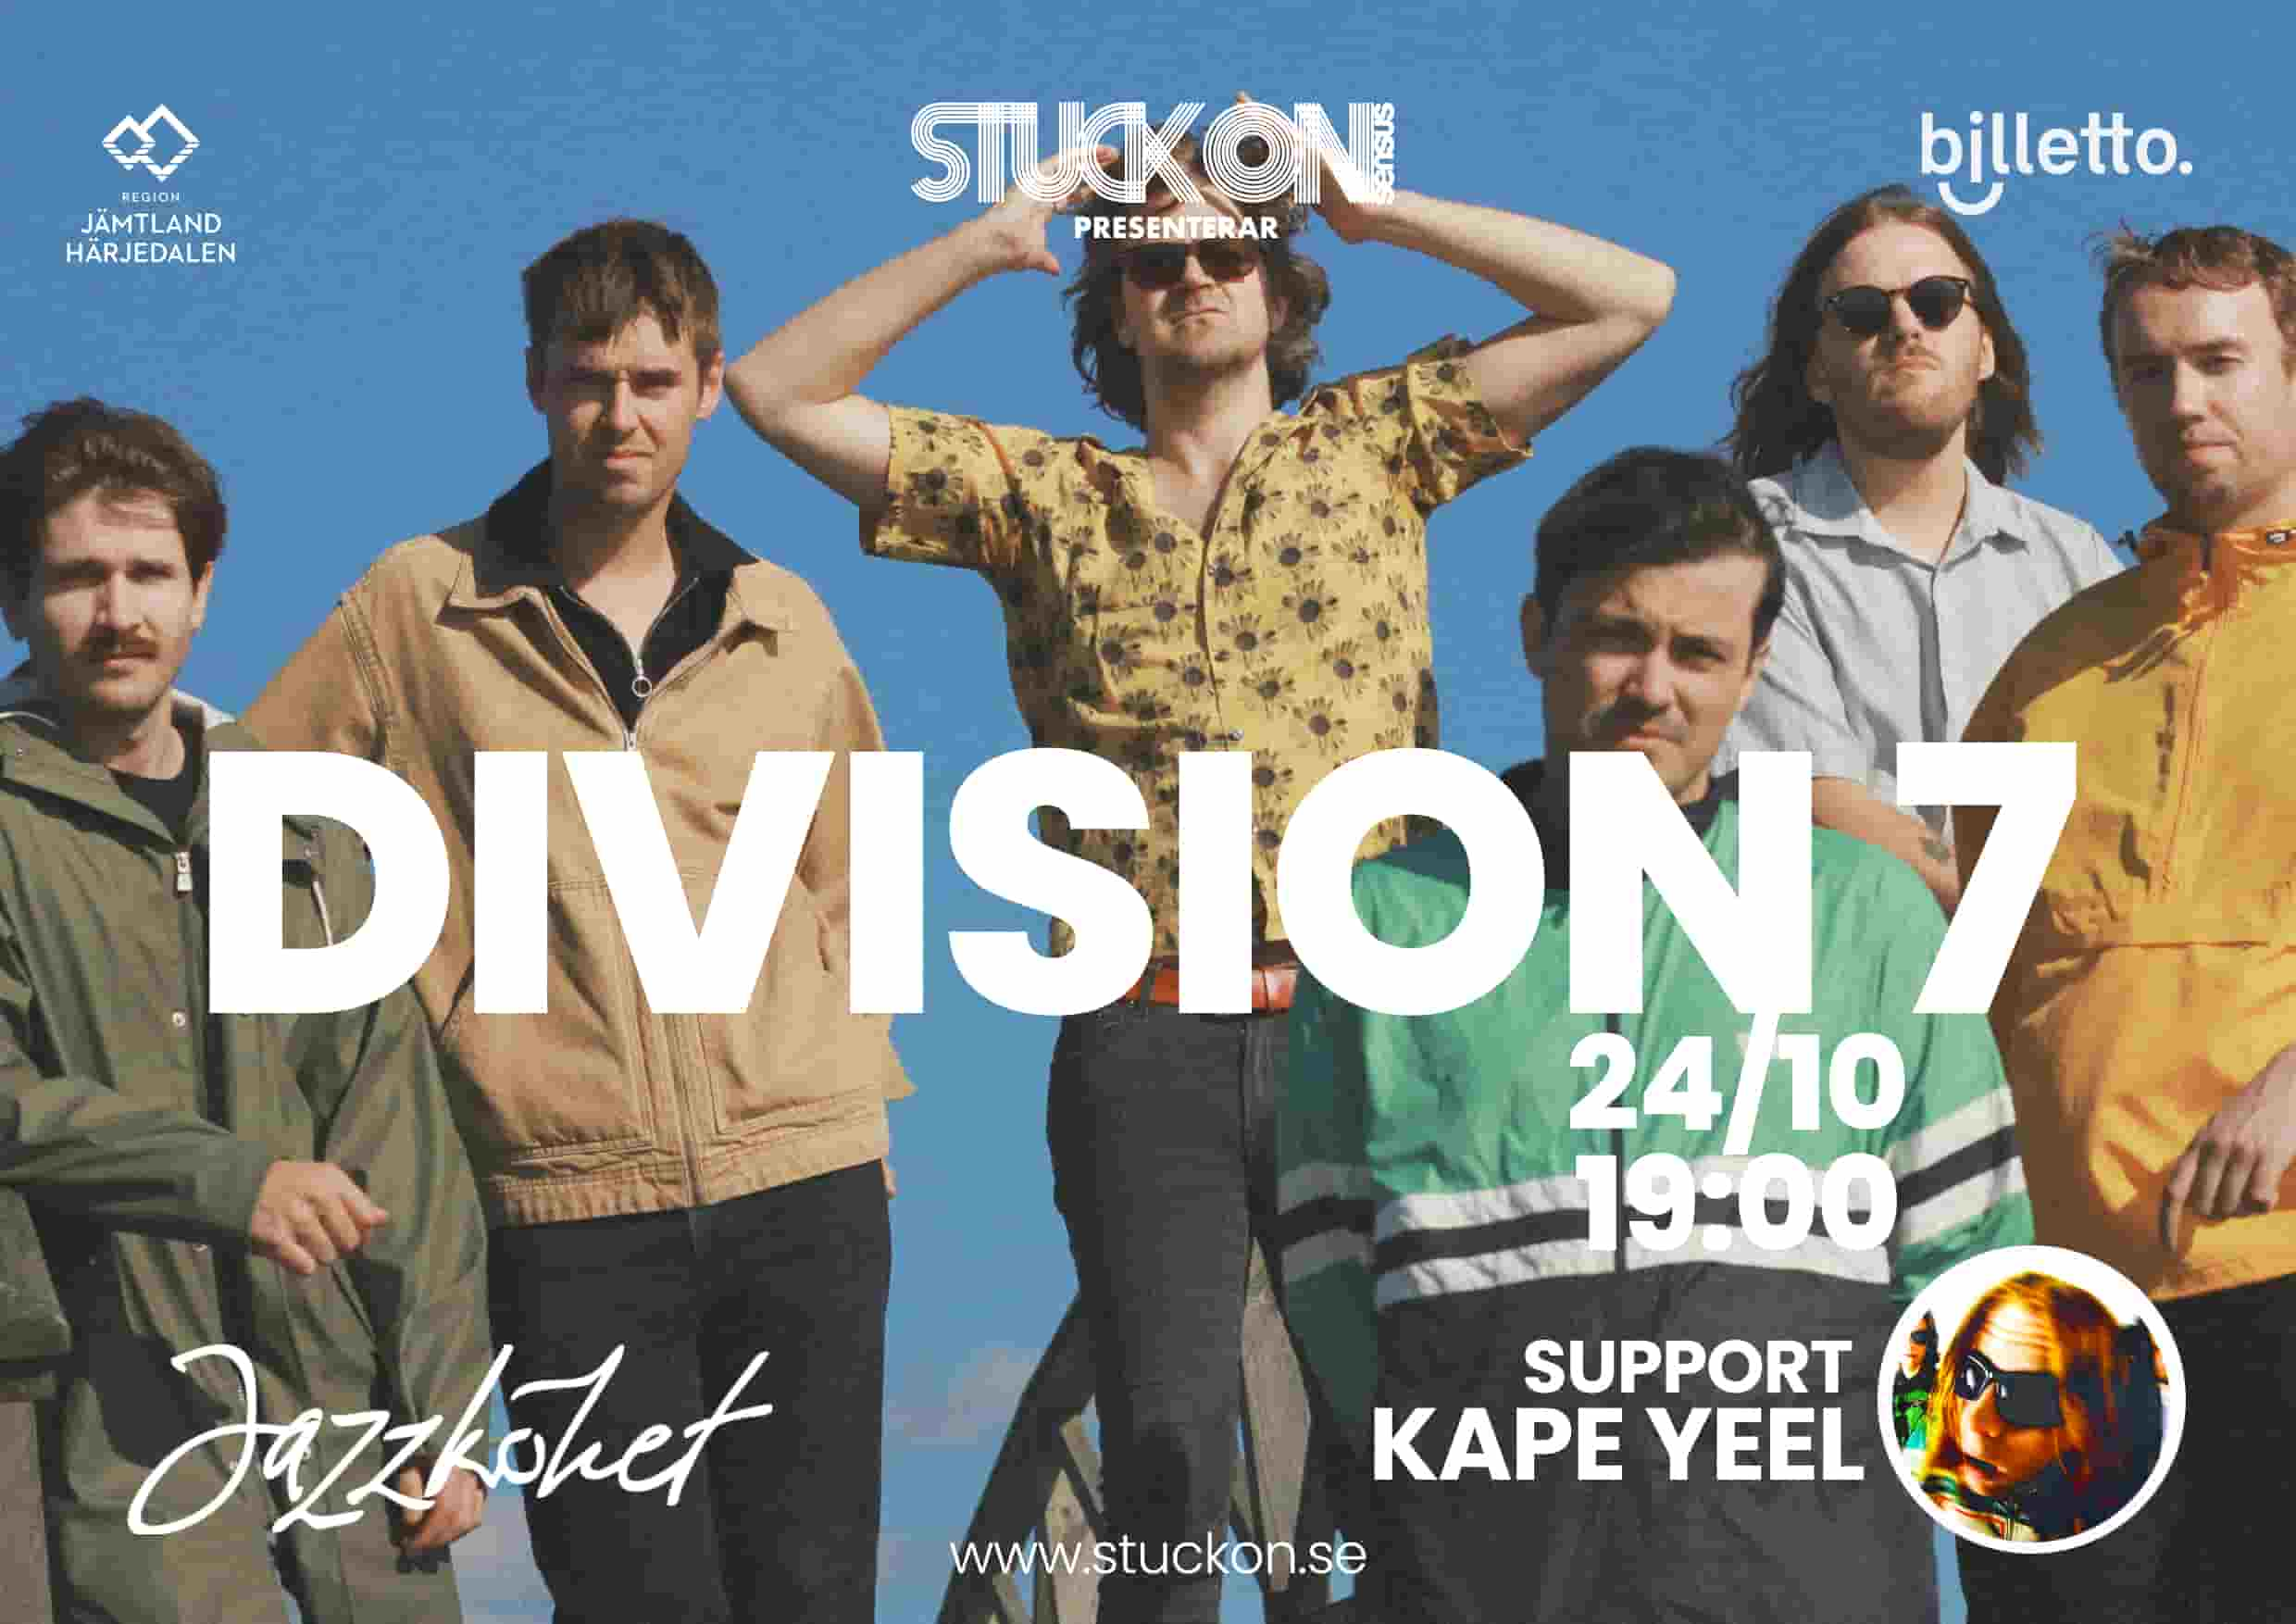 REGION
JÄMTLAND
HÄRJEDALEN
STUCK ON
sensus
PRESENTERAR
billetto.
DIVISION 7
24/10
19:00
SUPPORT
KAPE YEEL
Jazzköket
www.stuckon.se